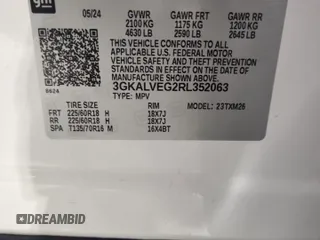 gm
05/24 GVWR GAWR FRT GAWR RR
2100 KG 1175 KG 1200 KG
4630 LB 2590 LB 2645 LB
THIS VEHICLE CONFORMS TO ALL
APPLICABLE U.S. FEDERAL MOTOR
VEHICLE SAFETY, BUMPER, AND
THEFT PREVENTION STANDARDS IN
EFFECT ON THE DATE OF
MANUFACTURE SHOWN ABOVE.
0624
3GKALVEG2RL352063
TYPE: MPV
TIRE SIZE RIM MODEL: 23TXM26
FRT 225/60R18 H 18X7J
RR 225/60R18 H 18X7J
SPA T135/70R16 M 16X4BT
DREAMBID